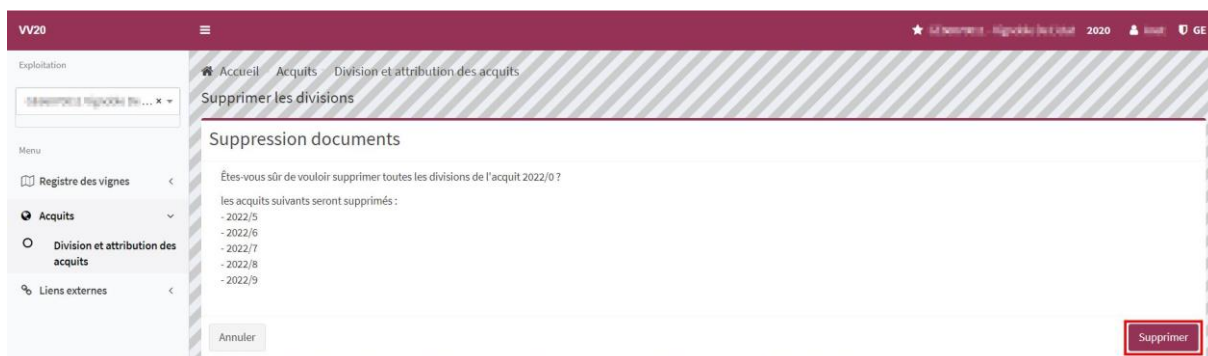 VV20
2020
GE
Exploitation
Accueil Acquits Division et attribution des acquits
Supprimer les divisions
Menu
Registre des vignes
Acquits
Division et attribution des
acquits
Liens externes
Suppression documents
Êtes-vous sûr de vouloir supprimer toutes les divisions de l'acquit 2022/0 ?
les acquits suivants seront supprimés :
- 2022/5
- 2022/6
- 2022/7
- 2022/8
- 2022/9
Annuler
Supprimer